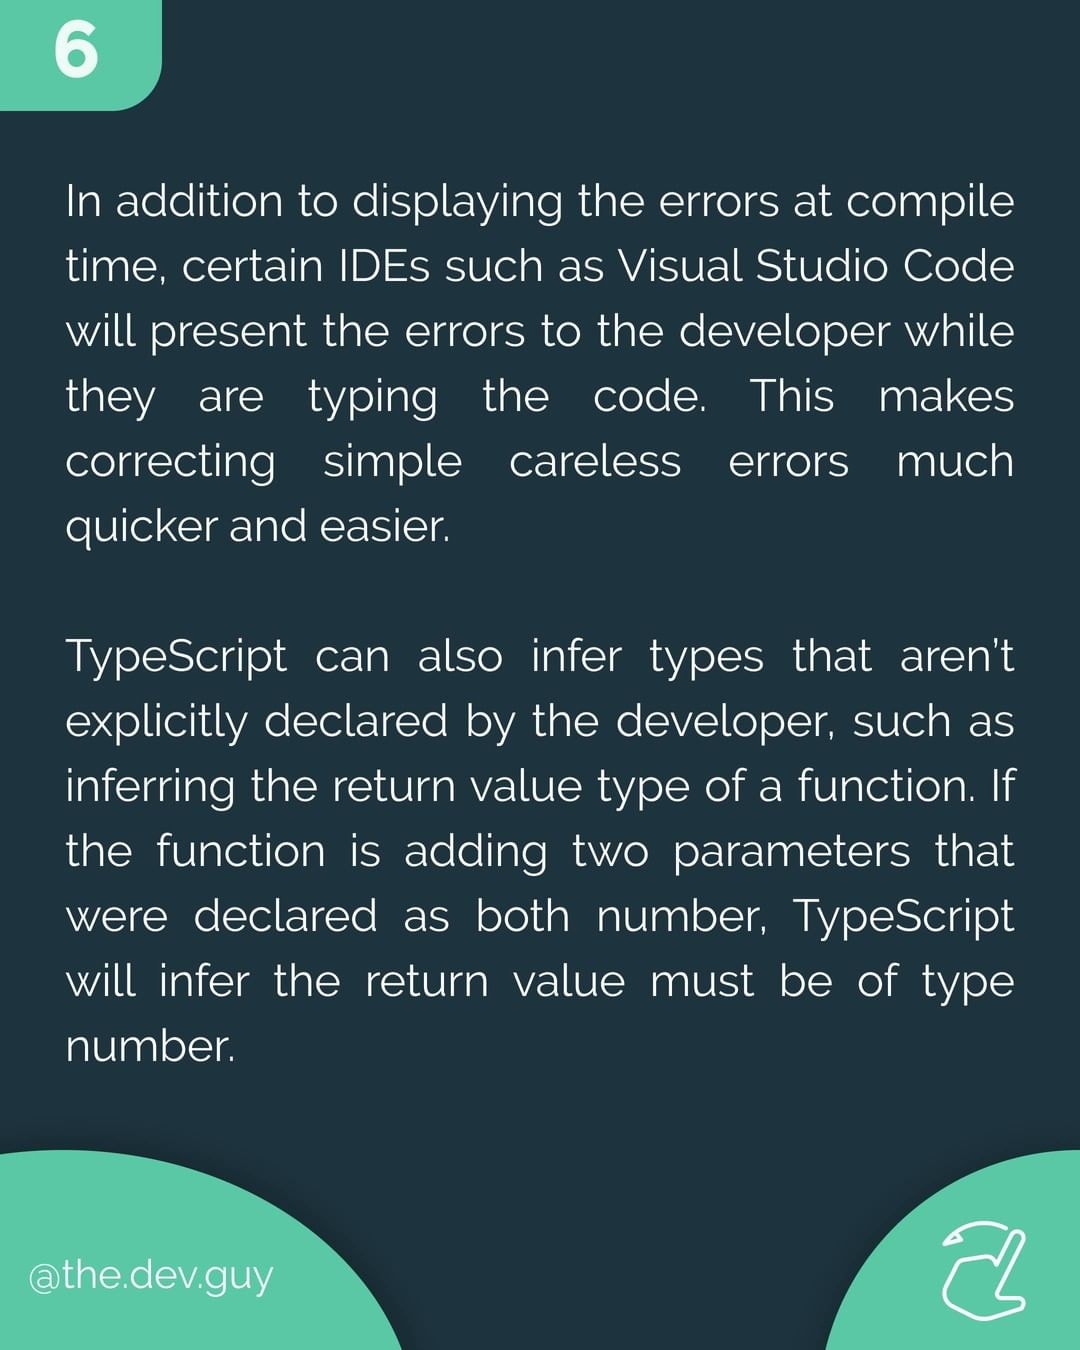 6
In addition to displaying the errors at compile
time, certain IDEs such as Visual Studio Code
will present the errors to the developer while
they are typing the code. This makes
correcting simple careless errors much
quicker and easier.
TypeScript can also infer types that aren’t
explicitly declared by the developer, such as
inferring the return value type of a function. If
the function is adding two parameters that
were declared as both number, TypeScript
will infer the return value must be of type
number.
@the.dev.guy